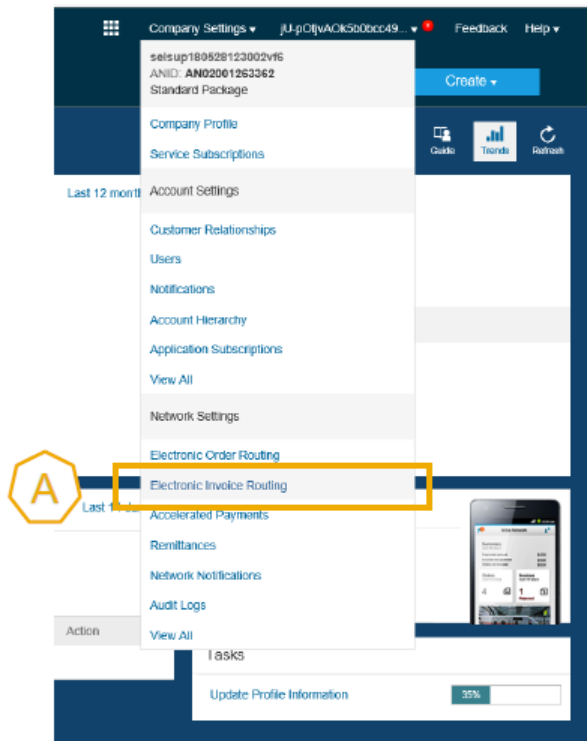 Company Settings ▾ jU-pOtjvAOk5b0bcc49... ▾ Feedback Help ▾
selsup180528123002vf6
ANID: AN02001263362
Standard Package
Create ▾
Company Profile
Guide Trends Refresh
Service Subscriptions
Last 12 month
Account Settings
Customer Relationships
Users
Notifications
Account Hierarchy
Application Subscriptions
View All
Network Settings
Electronic Order Routing
A
Electronic Invoice Routing
Last 1
Accelerated Payments
Remittances
Network Notifications
4 1
Audit Logs
Action
View All
Tasks
Update Profile Information 35%